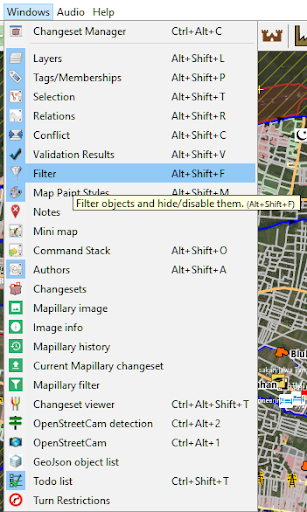 Windows Audio Help
Changeset Manager Ctrl+Alt+C
Layers Alt+Shift+L
Tags/Memberships Alt+Shift+P
Selection Alt+Shift+T
Relations Alt+Shift+R
Conflict Alt+Shift+C
Validation Results Alt+Shift+V
Filter Alt+Shift+F
Map Paint Styles Alt+Shift+M
Filter objects and hide/disable them. (Alt+Shift+F)
Notes
Mini map
Command Stack Alt+Shift+O
Authors Alt+Shift+A
Changesets
Mapillary image
Image info
Mapillary history
Current Mapillary changeset
Mapillary filter
Changeset viewer Ctrl+Alt+Shift+T
OpenStreetCam detection Ctrl+Alt+2
OpenStreetCam Ctrl+Alt+1
GeoJson object list
Todo list Ctrl+Shift+T
Turn Restrictions